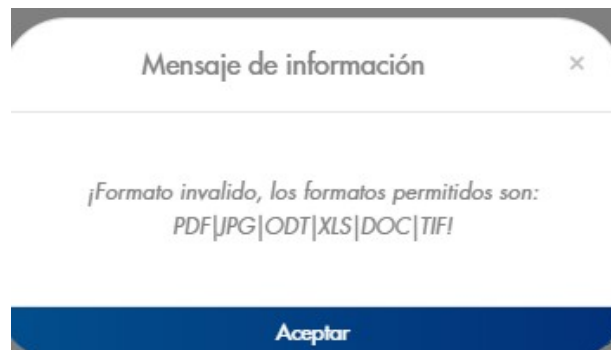 Mensaje de información ×
¡Formato invalido, los formatos permitidos son:
PDF|JPG|ODT|XLS|DOC|TIF!
Aceptar